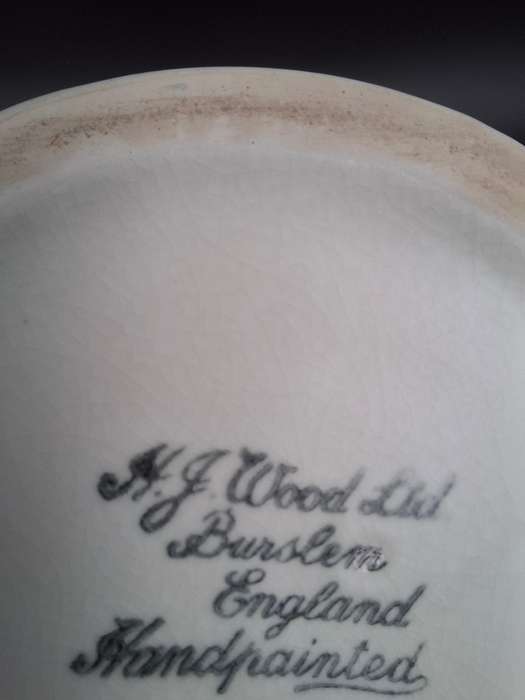 H.J. Wood Ltd
Burslem
England
Handpainted